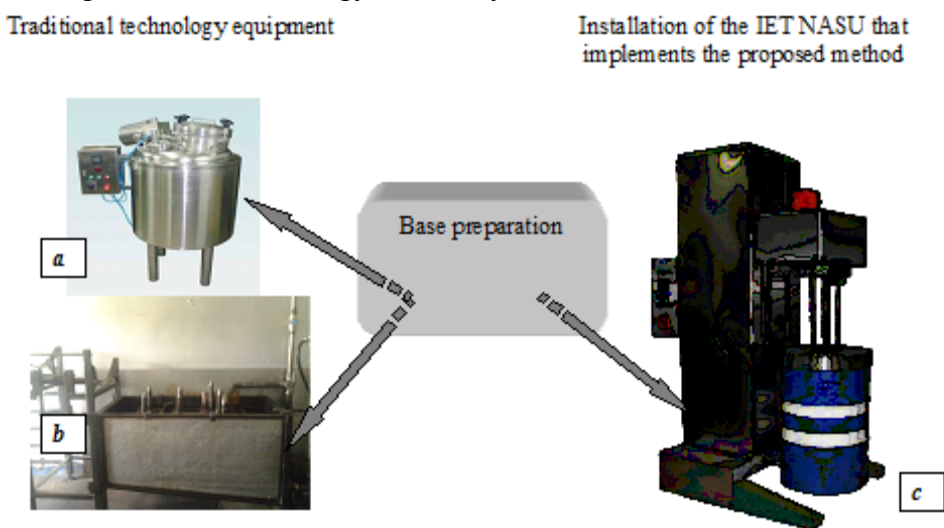 Traditional technology equipment
Installation of the IET NASU that
implements the proposed method
Base preparation
a
b
c